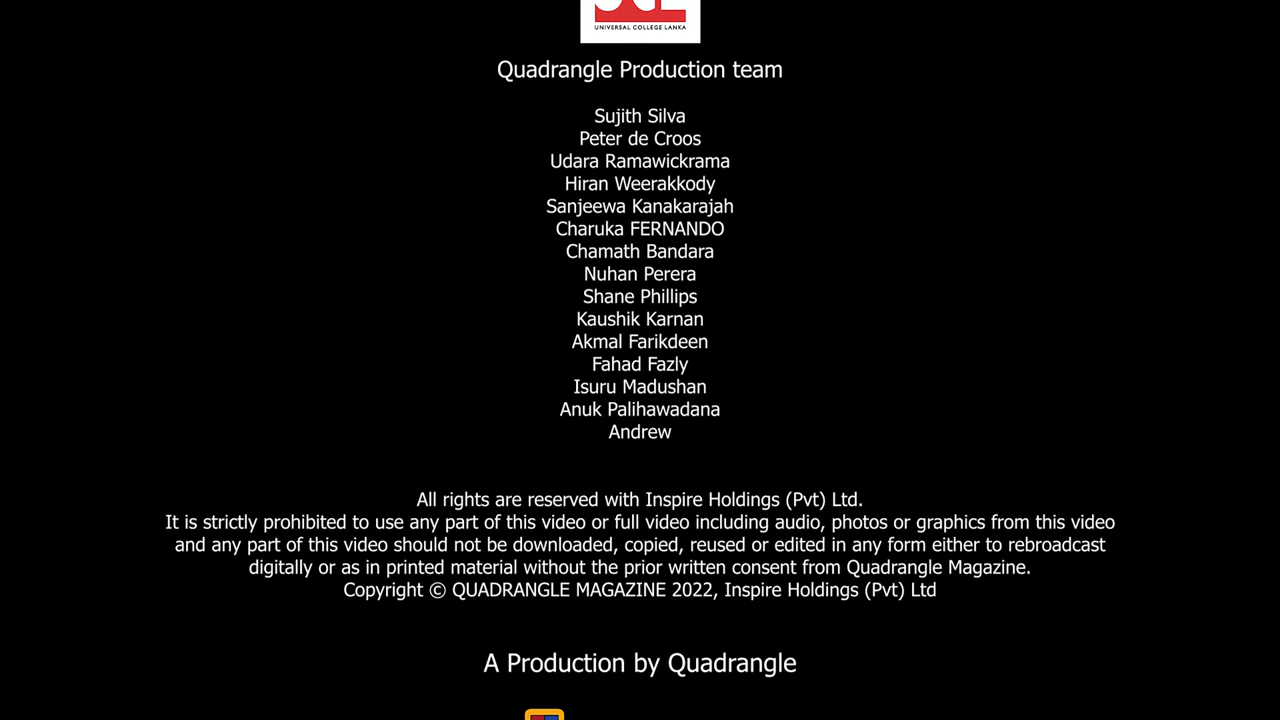 UNIVERSAL COLLEGE LANKA
Quadrangle Production team
Sujith Silva
Peter de Croos
Udara Ramawickrama
Hiran Weerakkody
Sanjeewa Kanakarajah
Charuka FERNANDO
Chamath Bandara
Nuhan Perera
Shane Phillips
Kaushik Karnan
Akmal Farikdeen
Fahad Fazly
Isuru Madushan
Anuk Palihawadana
Andrew
All rights are reserved with Inspire Holdings (Pvt) Ltd.
It is strictly prohibited to use any part of this video or full video including audio, photos or graphics from this video
and any part of this video should not be downloaded, copied, reused or edited in any form either to rebroadcast
digitally or as in printed material without the prior written consent from Quadrangle Magazine.
Copyright © QUADRANGLE MAGAZINE 2022, Inspire Holdings (Pvt) Ltd
A Production by Quadrangle